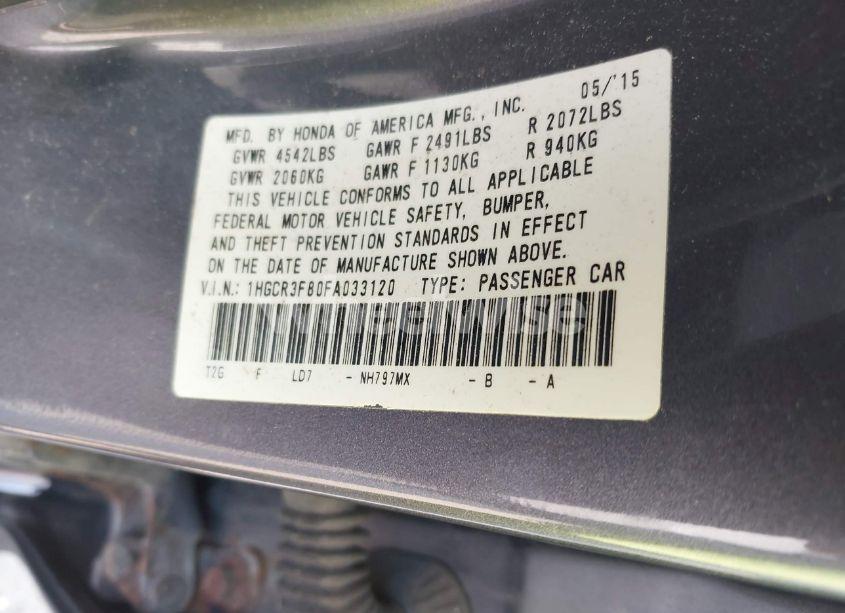 05/'15
MFD. BY HONDA OF AMERICA MFG., INC.
GVWR 4542LBS GAWR F 2491LBS R 2072LBS
GVWR 2060KG GAWR F 1130KG R 940KG
THIS VEHICLE CONFORMS TO ALL APPLICABLE
FEDERAL MOTOR VEHICLE SAFETY, BUMPER,
AND THEFT PREVENTION STANDARDS IN EFFECT
ON THE DATE OF MANUFACTURE SHOWN ABOVE.
V.I.N.: 1HGCR3F80FA033120 TYPE: PASSENGER CAR
WheelWise
T2G F LD7 - NH797MX - B - A